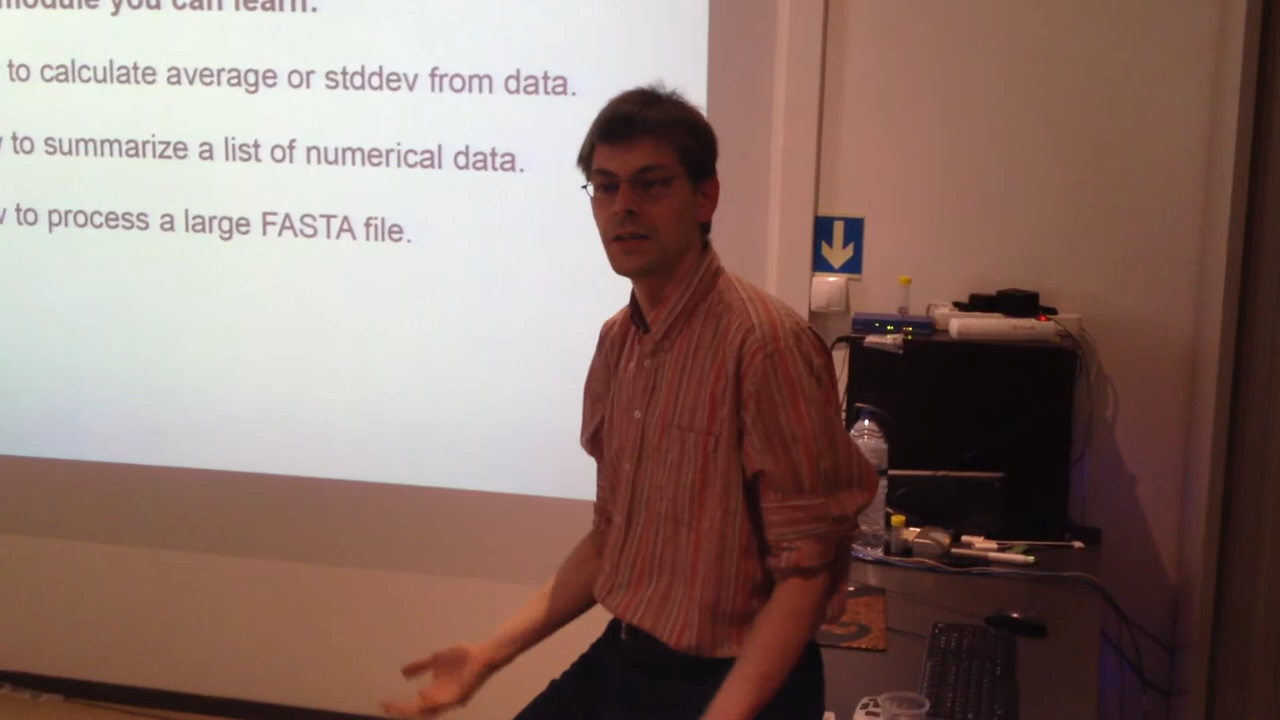 module you can learn:
to calculate average or stddev from data.
to summarize a list of numerical data.
to process a large FASTA file.